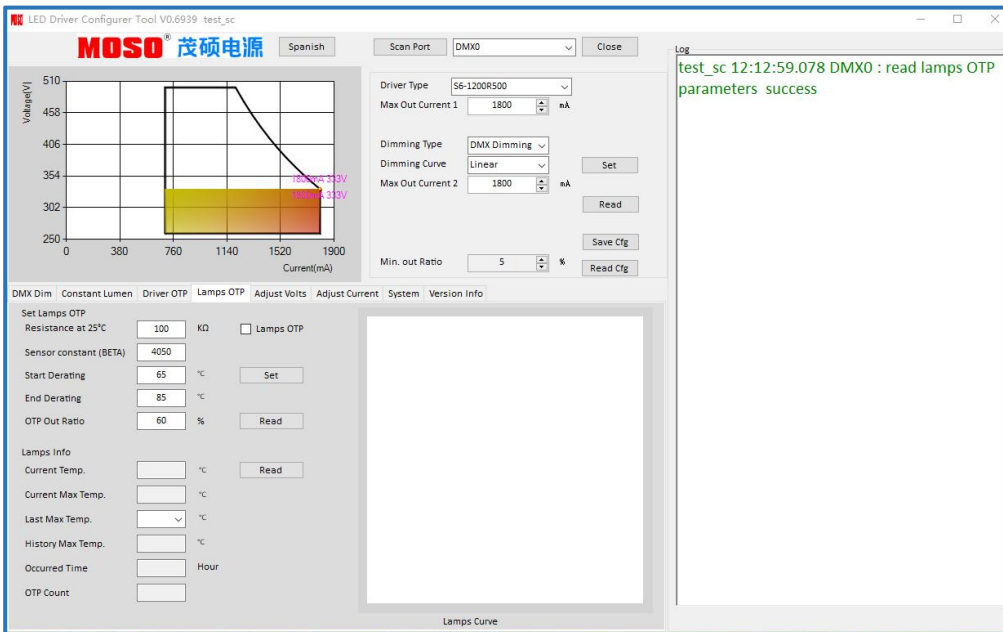 LED Driver Configurer Tool V0.6939 test_sc
MOSO® 茂硕电源
Spanish
Scan Port
DMX0
Close
Log
test_sc 12:12:59.078 DMX0 : read lamps OTP
parameters success
Voltage(V)
510
458
406
354
302
250
0 380 760 1140 1520 1900
Current(mA)
1800mA 333V
1800mA 333V
Driver Type S6-1200R500
Max Out Current 1 1800 mA
Dimming Type DMX Dimming
Dimming Curve Linear Set
Max Out Current 2 1800 mA
Read
Save Cfg
Min. out Ratio 5 %
Read Cfg
DMX Dim Constant Lumen Driver OTP Lamps OTP Adjust Volts Adjust Current System Version Info
Set Lamps OTP
Resistance at 25°C 100 KΩ Lamps OTP
Sensor constant (BETA) 4050
Start Derating 65 °C Set
End Derating 85 °C
OTP Out Ratio 60 % Read
Lamps Info
Current Temp. °C Read
Current Max Temp. °C
Last Max Temp. °C
History Max Temp. °C
Occurred Time Hour
OTP Count
Lamps Curve